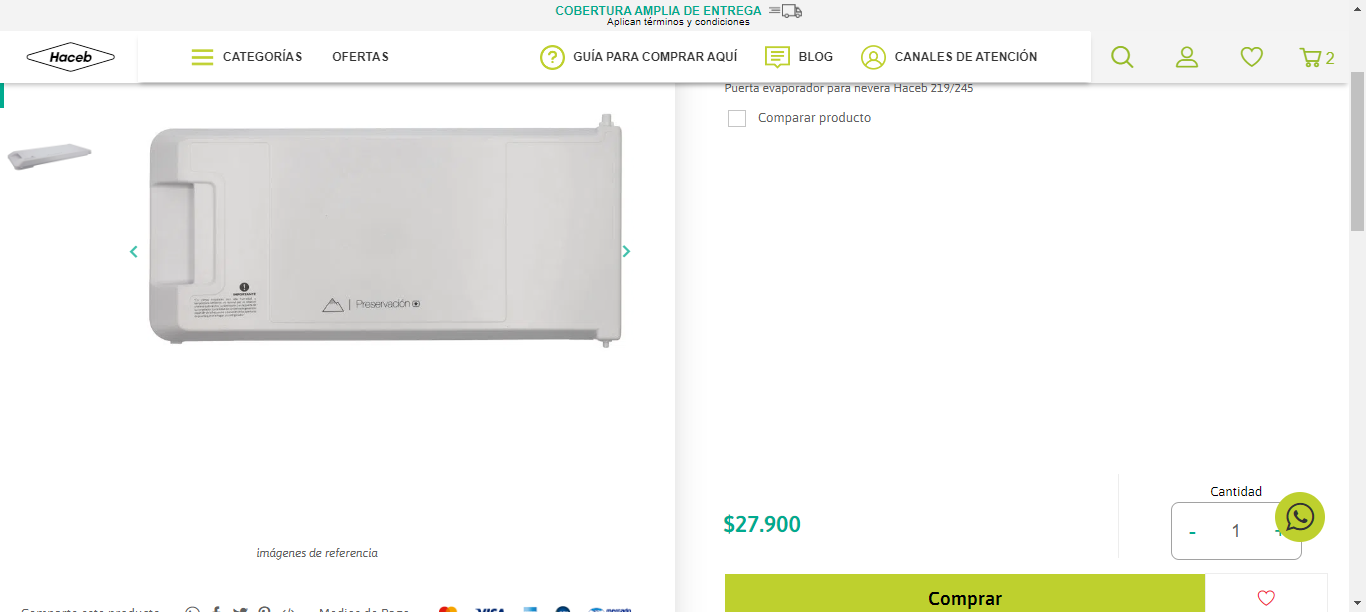 COBERTURA AMPLIA DE ENTREGA
Aplican términos y condiciones
Haceb
CATEGORÍAS
OFERTAS
GUÍA PARA COMPRAR AQUÍ
BLOG
CANALES DE ATENCIÓN
2
Puerta evaporador para nevera Haceb 219/245
Comparar producto
IMPORTANTE
Preservación
Cantidad
$27.900
- 1 +
imágenes de referencia
Comprar
Comparte este producto
Medios de Pago
VISA
mercado